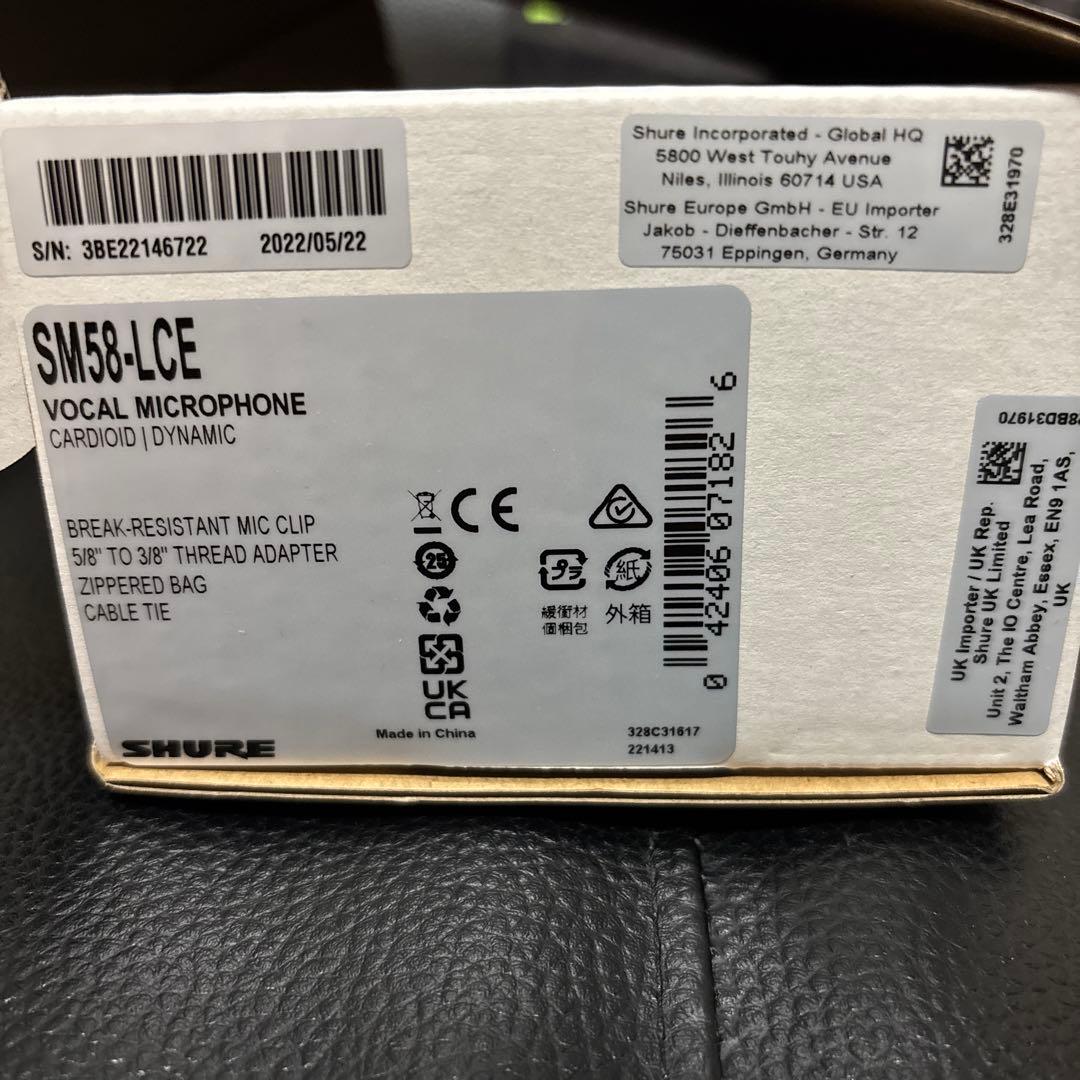 S/N: 3BE22146722 2022/05/22
Shure Incorporated - Global HQ
5800 West Touhy Avenue
Niles, Illinois 60714 USA
Shure Europe GmbH - EU Importer
Jakob - Dieffenbacher - Str. 12
75031 Eppingen, Germany
328E31970
SM58-LCE
VOCAL MICROPHONE
CARDIOID | DYNAMIC
BREAK-RESISTANT MIC CLIP
5/8" TO 3/8" THREAD ADAPTER
ZIPPERED BAG
CABLE TIE
CE
25
UK
CA
プラ
紙
緩衝材
個梱包
外箱
0 42406 07182 6
Made in China
328C31617
221413
SHURE
28BD31970
UK Importer / UK Rep.
Shure UK Limited
Unit 2, The IO Centre, Lea Road,
Waltham Abbey, Essex, EN9 1AS,
UK